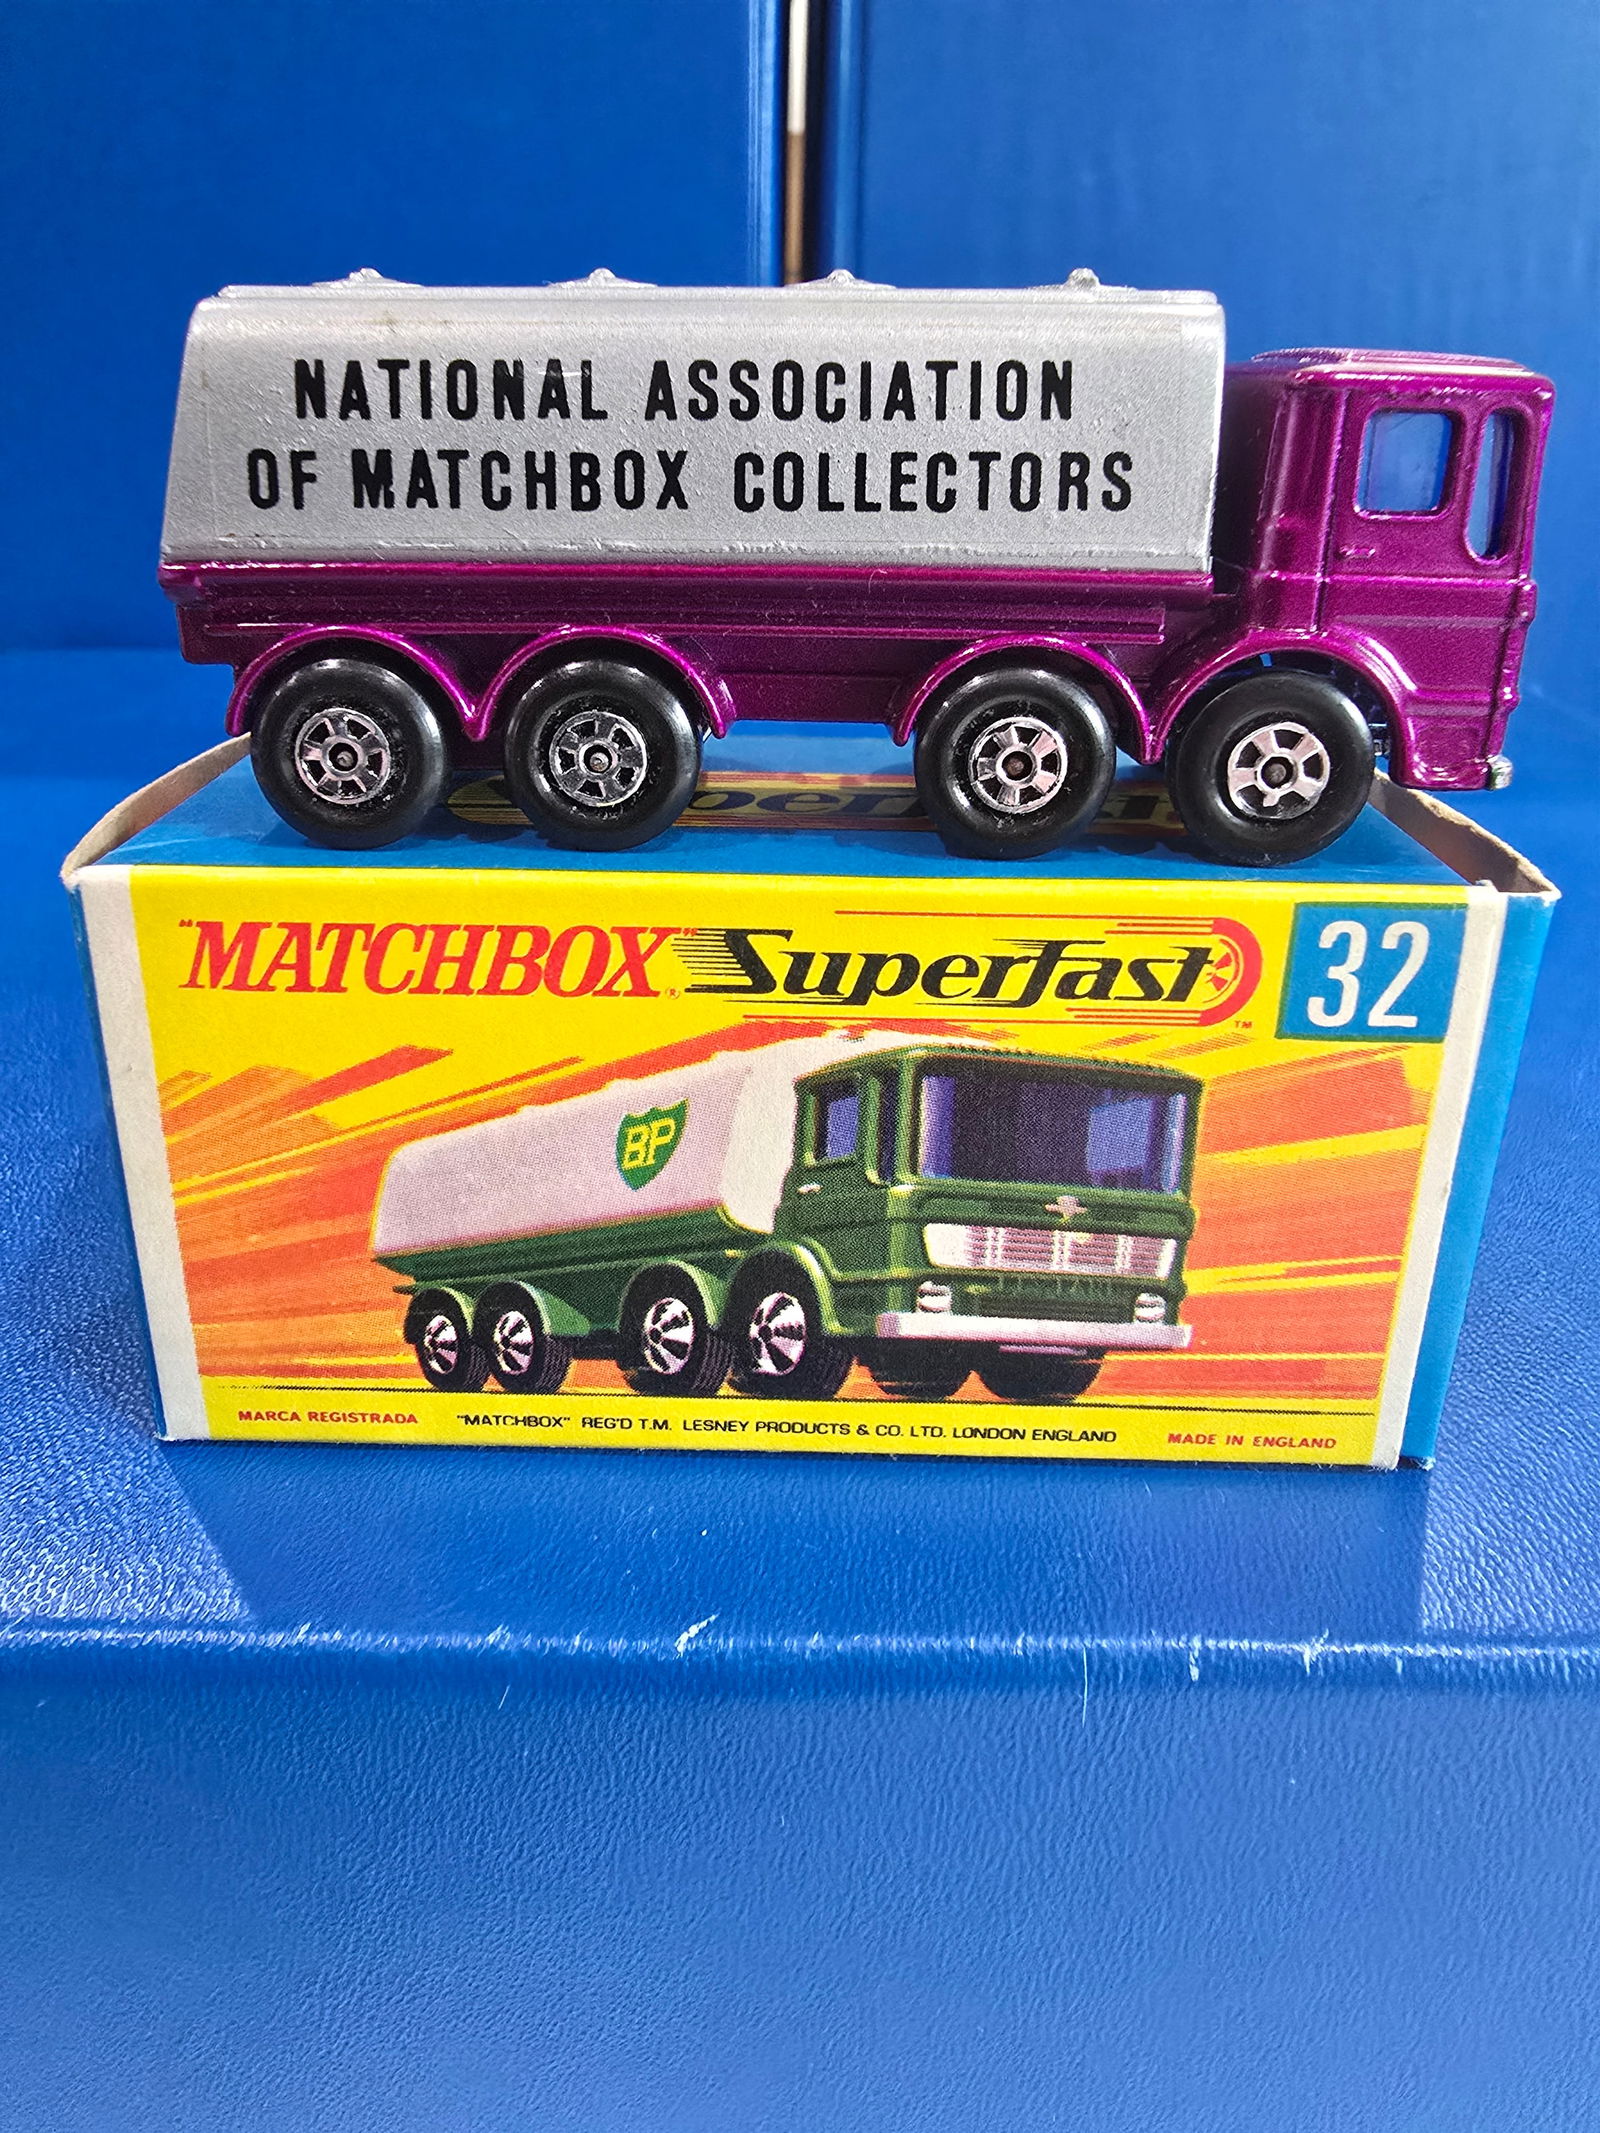 NATIONAL ASSOCIATION
OF MATCHBOX COLLECTORS
"MATCHBOX"® Superfast™ 32
BP
MARCA REGISTRADA "MATCHBOX" REG'D T.M. LESNEY PRODUCTS & CO. LTD. LONDON ENGLAND MADE IN ENGLAND